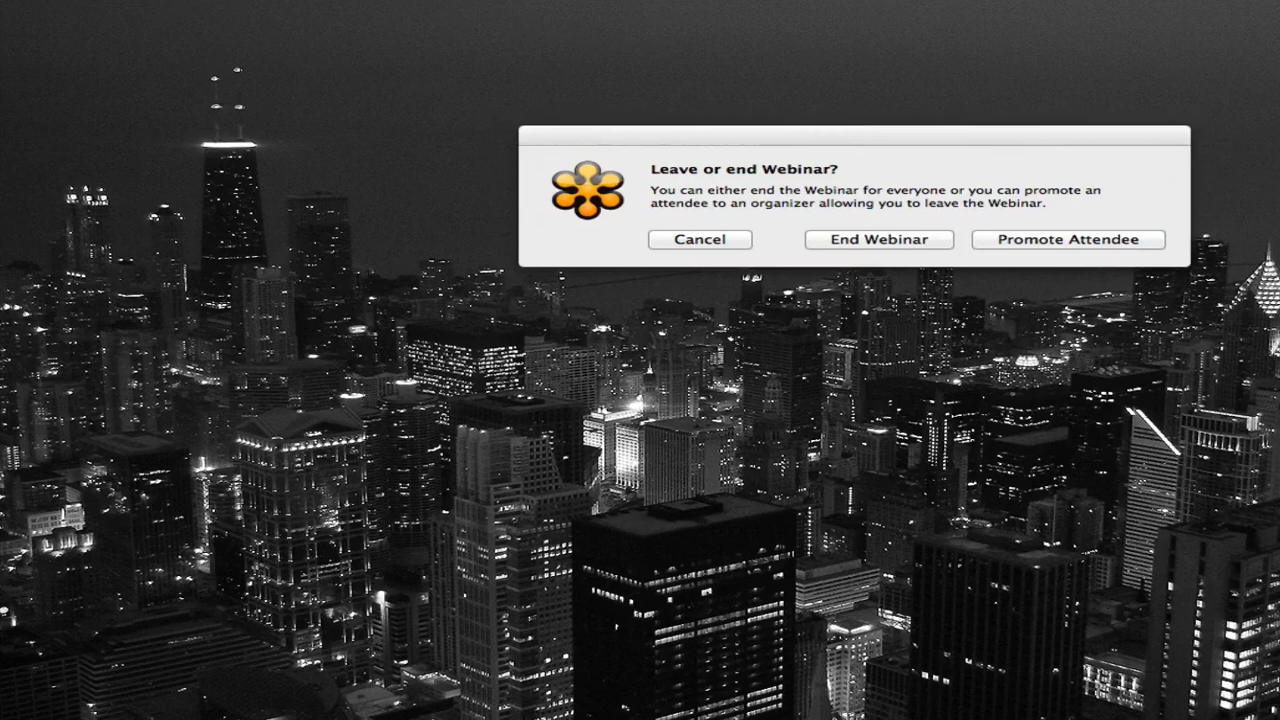 Leave or end Webinar?
You can either end the Webinar for everyone or you can promote an
attendee to an organizer allowing you to leave the Webinar.
Cancel
End Webinar
Promote Attendee